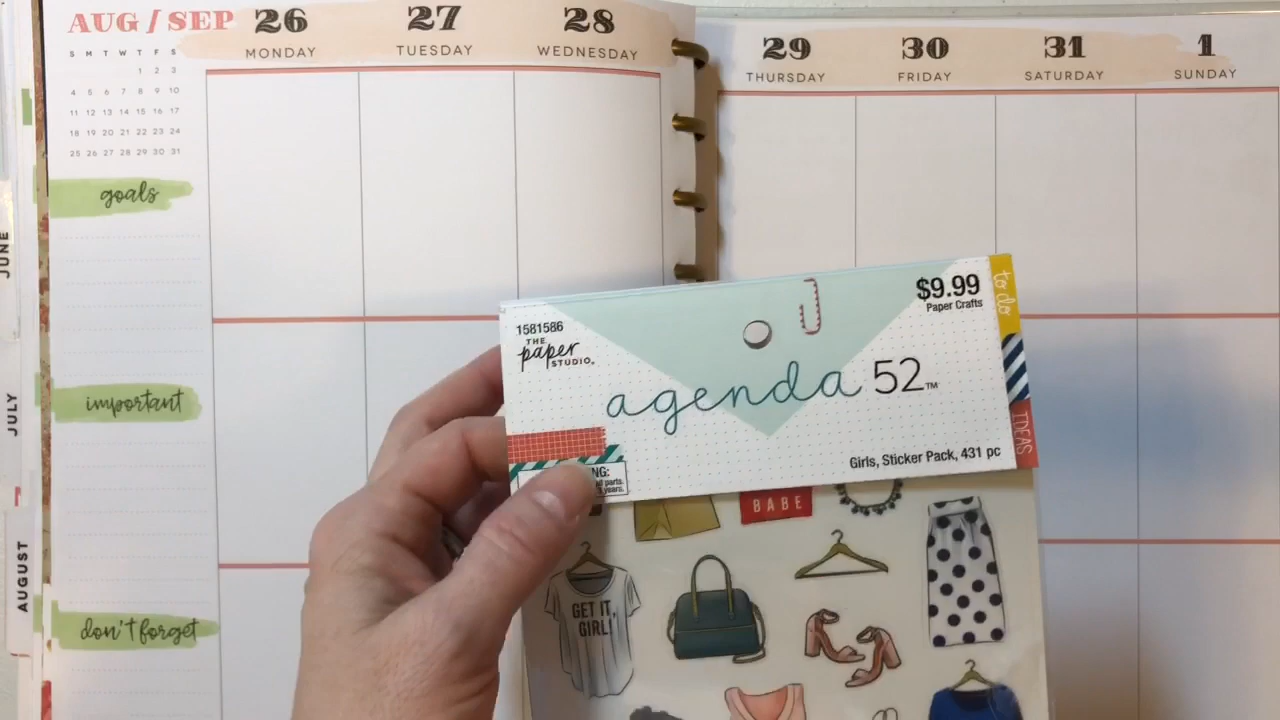 AUG / SEP
S M T W T F S
1 2 3
4 5 6 7 8 9 10
11 12 13 14 15 16 17
18 19 20 21 22 23 24
25 26 27 28 29 30 31
26
MONDAY
27
TUESDAY
28
WEDNESDAY
29
THURSDAY
30
FRIDAY
31
SATURDAY
1
SUNDAY
goals
important
don't forget
JUNE
JULY
AUGUST
1581586
THE
paper
STUDIO
agenda 52™
$9.99
Paper Crafts
Girls, Sticker Pack, 431 pc
to do
IDEAS
BABE
GET IT,
GIRL!